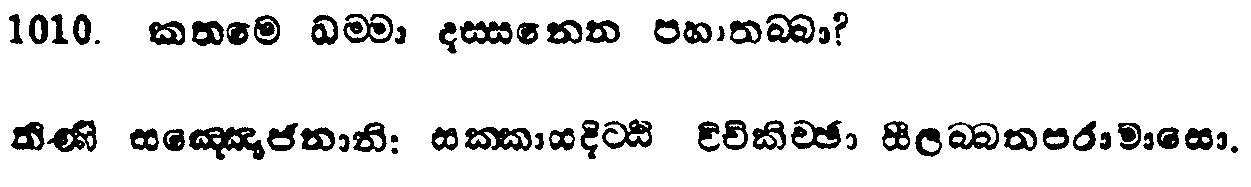 1010. කතමෙ ධම්මා දස්සනෙන පහාතබ්බා?
තීණි සඤ්ඤොජනානි: සක්කායදිට්ඨි විචිකිච්ඡා සීලබ්බතපරාමාසො.